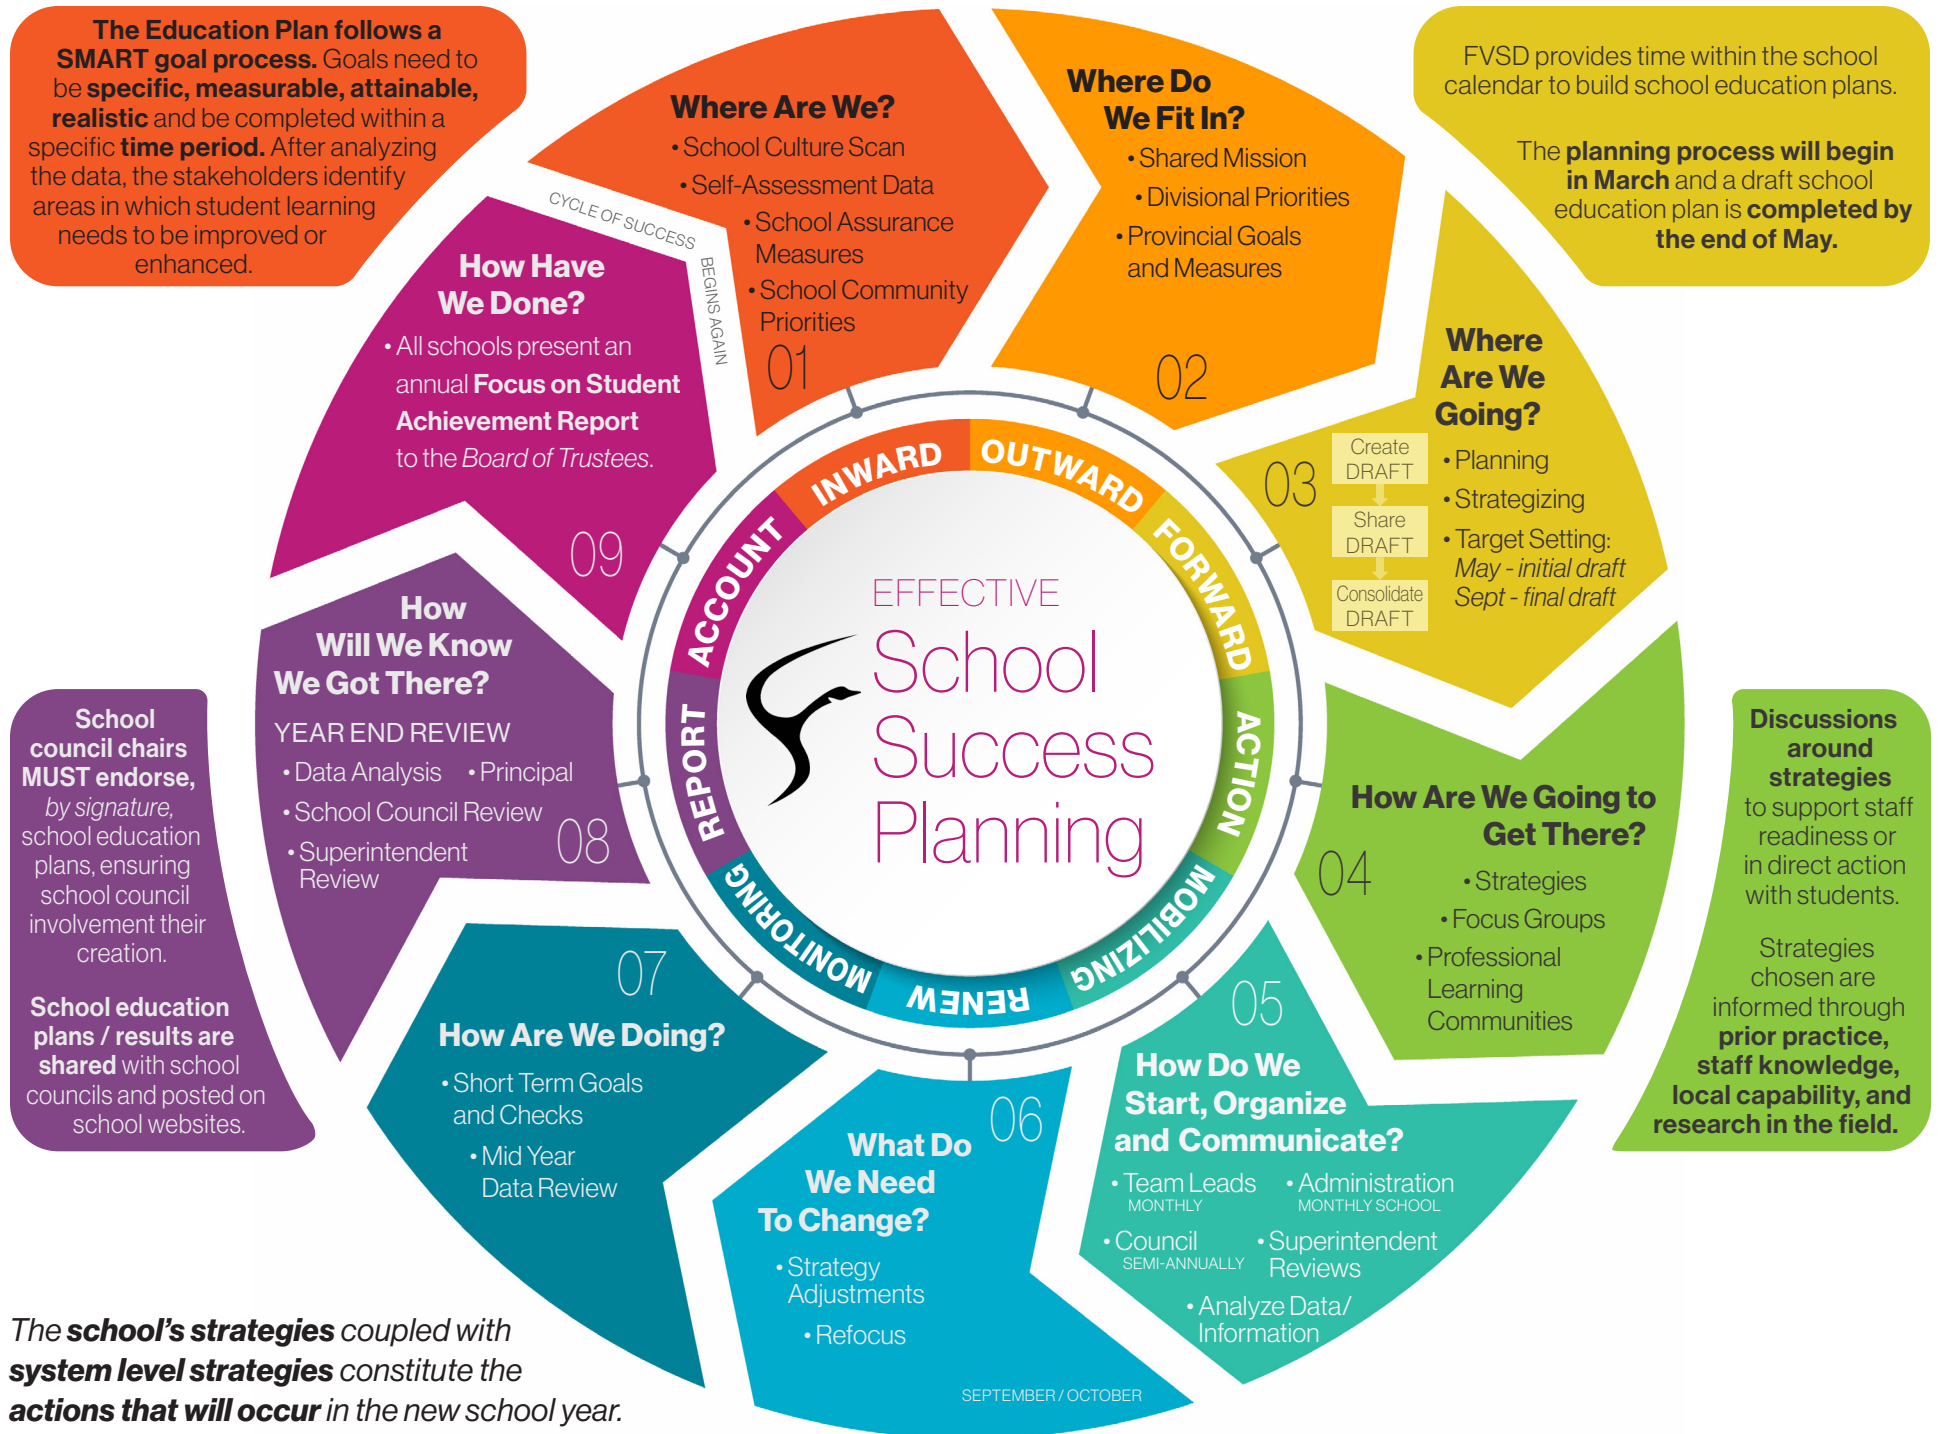 The Education Plan follows a
SMART goal process. Goals need to
be specific, measurable, attainable,
realistic and be completed within a
specific time period. After analyzing
the data, the stakeholders identify
areas in which student learning
needs to be improved or
enhanced.
FVSD provides time within the school
calendar to build school education plans.
The planning process will begin
in March and a draft school
education plan is completed by
the end of May.
Where Are We?
• School Culture Scan
• Self-Assessment Data
• School Assurance
Measures
• School Community
Priorities
01
Where Do
We Fit In?
• Shared Mission
• Divisional Priorities
• Provincial Goals
and Measures
02
Where
Are We
Going?
03
Create
DRAFT
Share
DRAFT
Consolidate
DRAFT
• Planning
• Strategizing
• Target Setting:
May - initial draft
Sept - final draft
How Are We Going to
Get There?
04
• Strategies
• Focus Groups
• Professional
Learning
Communities
Discussions
around
strategies
to support staff
readiness or
in direct action
with students.
Strategies
chosen are
informed through
prior practice,
staff knowledge,
local capability, and
research in the field.
05
How Do We
Start, Organize
and Communicate?
• Team Leads • Administration
MONTHLY MONTHLY SCHOOL
• Council • Superintendent
SEMI-ANNUALLY Reviews
• Analyze Data/
Information
06
What Do
We Need
To Change?
• Strategy
Adjustments
• Refocus
SEPTEMBER / OCTOBER
07
How Are We Doing?
• Short Term Goals
and Checks
• Mid Year
Data Review
How
Will We Know
We Got There?
YEAR END REVIEW
• Data Analysis • Principal
• School Council Review
• Superintendent
Review
08
School
council chairs
MUST endorse,
by signature,
school education
plans, ensuring
school council
involvement their
creation.
School education
plans / results are
shared with school
councils and posted on
school websites.
How Have
We Done?
• All schools present an
annual Focus on Student
Achievement Report
to the Board of Trustees.
09
CYCLE OF SUCCESS
BEGINS AGAIN
INWARD
OUTWARD
FORWARD
ACTION
MOBILIZING
RENEW
MONITORING
REPORT
ACCOUNT
EFFECTIVE
School
Success
Planning
The school's strategies coupled with
system level strategies constitute the
actions that will occur in the new school year.